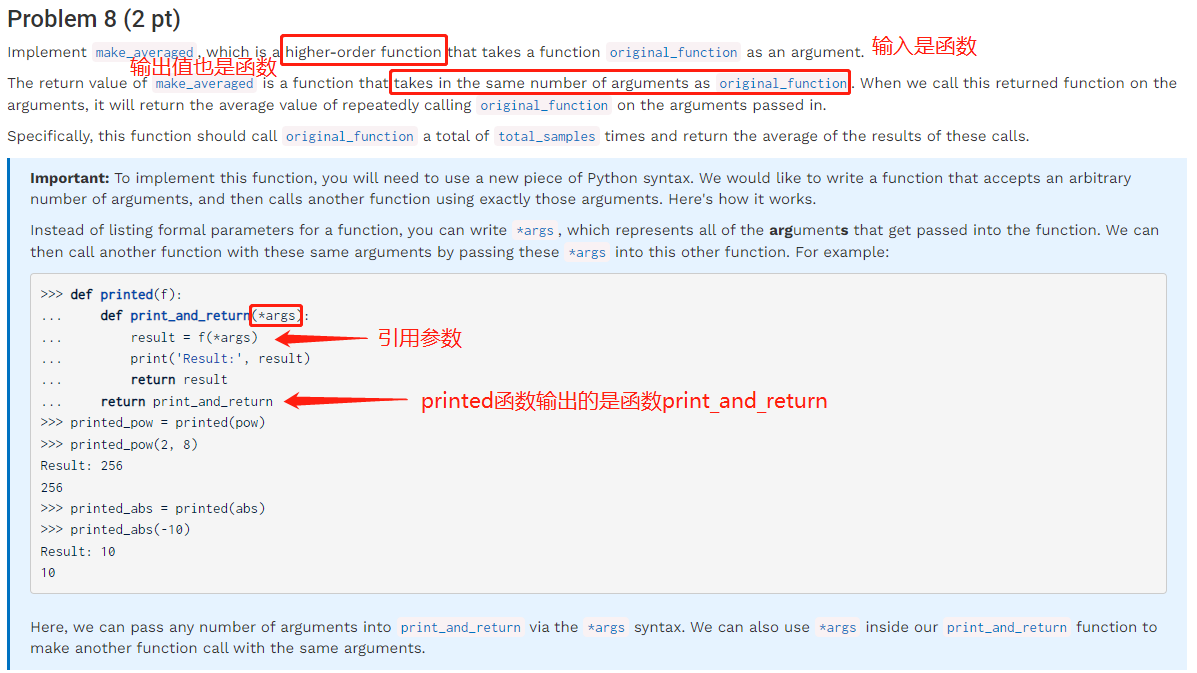 Problem 8 (2 pt)
Implement make_averaged, which is a higher-order function that takes a function original_function as an argument. 输入是函数
输出值也是函数
The return value of make_averaged is a function that takes in the same number of arguments as original_function. When we call this returned function on the
arguments, it will return the average value of repeatedly calling original_function on the arguments passed in.
Specifically, this function should call original_function a total of total_samples times and return the average of the results of these calls.
Important: To implement this function, you will need to use a new piece of Python syntax. We would like to write a function that accepts an arbitrary
number of arguments, and then calls another function using exactly those arguments. Here's how it works.
Instead of listing formal parameters for a function, you can write *args, which represents all of the arguments that get passed into the function. We can
then call another function with these same arguments by passing these *args into this other function. For example:
>>> def printed(f):
...     def print_and_return(*args):
...         result = f(*args) 引用参数
...         print('Result:', result)
...         return result
...     return print_and_return printed函数输出的是函数print_and_return
>>> printed_pow = printed(pow)
>>> printed_pow(2, 8)
Result: 256
256
>>> printed_abs = printed(abs)
>>> printed_abs(-10)
Result: 10
10
Here, we can pass any number of arguments into print_and_return via the *args syntax. We can also use *args inside our print_and_return function to
make another function call with the same arguments.